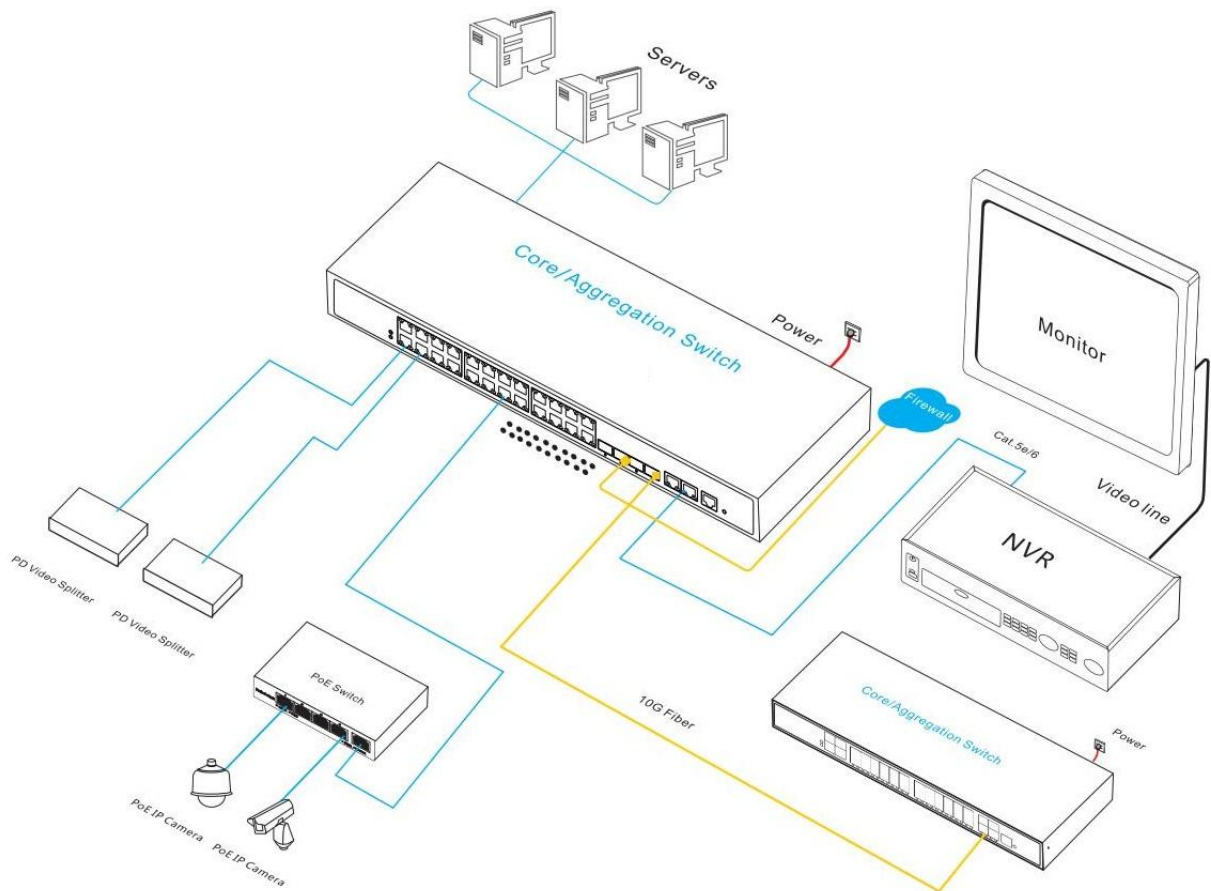 Servers
Core/Aggregation Switch
Power
Firewall
Monitor
Cat.5e/6
Video line
NVR
PD Video Splitter
PD Video Splitter
PoE Switch
10G Fiber
Core/Aggregation Switch
Power
PoE IP Camera
PoE IP Camera